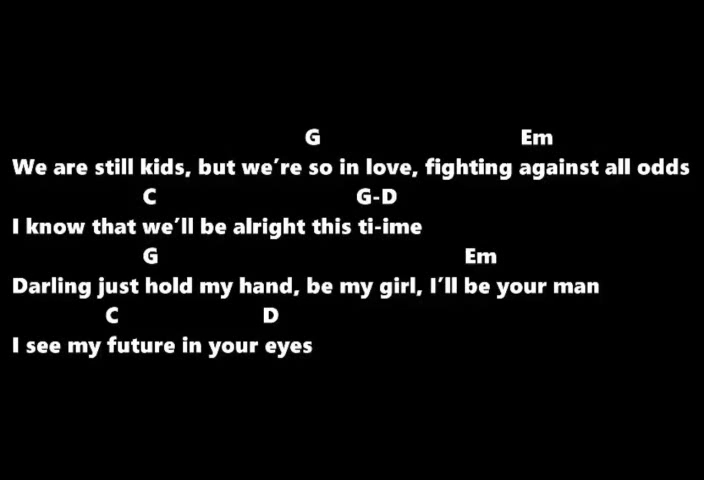 G Em
We are still kids, but we're so in love, fighting against all odds
C G-D
I know that we'll be alright this ti-ime
G Em
Darling just hold my hand, be my girl, I'll be your man
C D
I see my future in your eyes